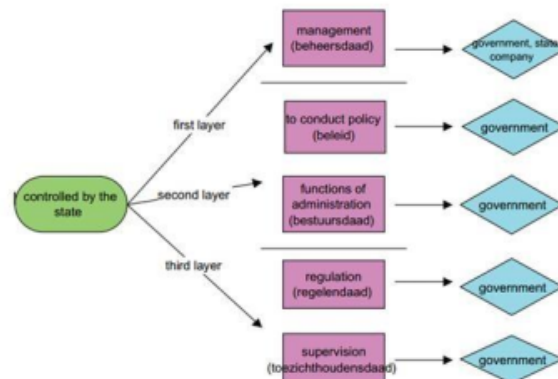 management
(beheersdaad)
government, state
company
first layer
to conduct policy
(beleid)
government
controlled by the
state
second layer
functions of
administration
(bestuursdaad)
government
third layer
regulation
(regelendaad)
government
supervision
(toezichthoudensdaad)
government